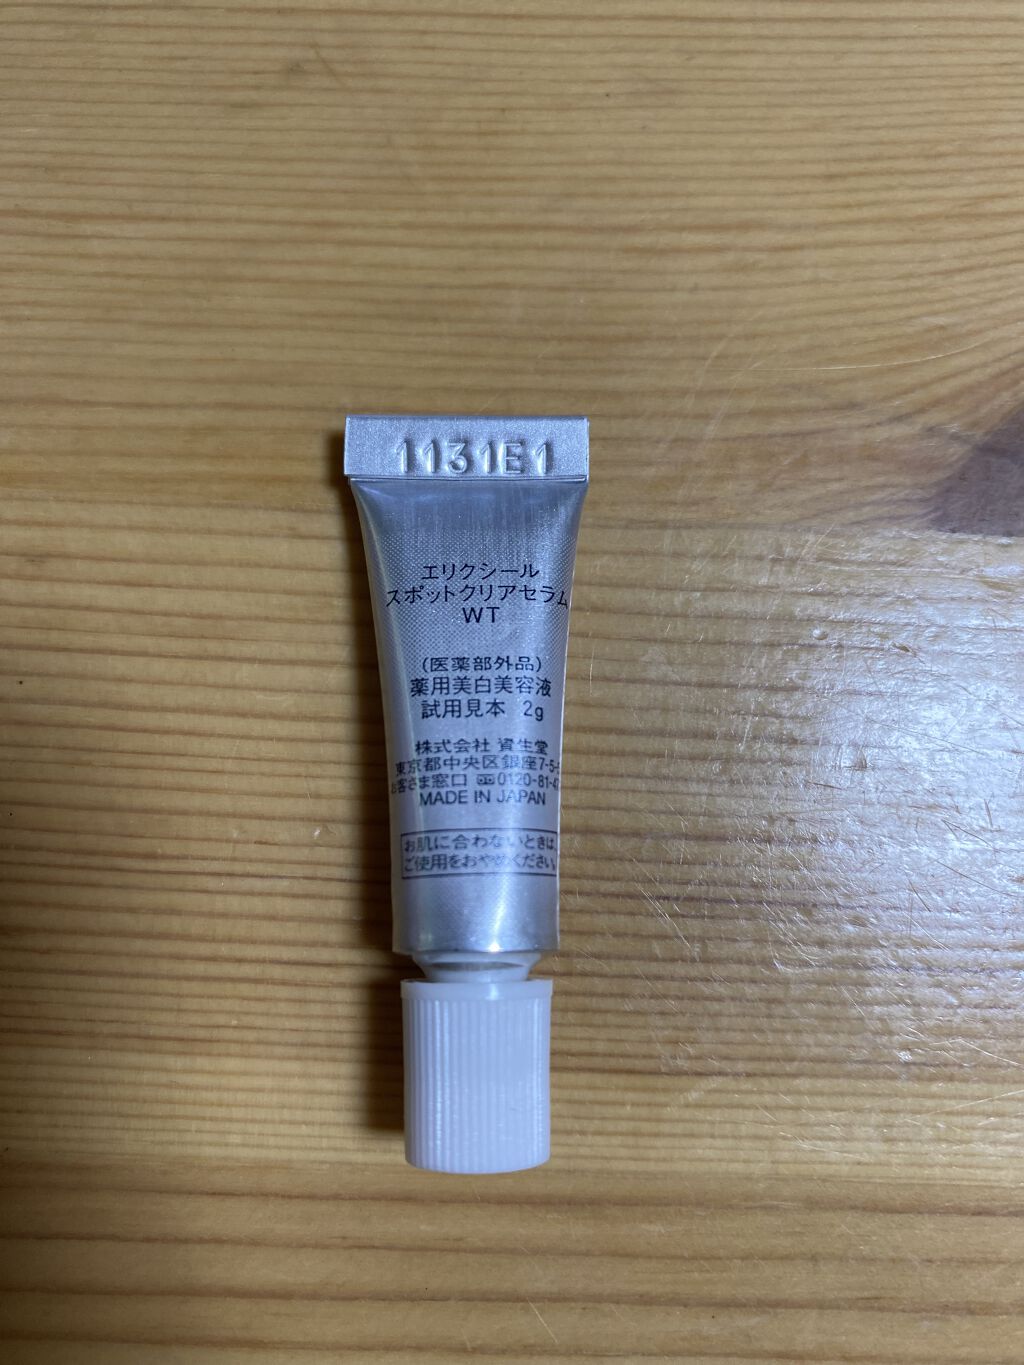 1131E1
エリクシール
スポットクリアセラム
WT
(医薬部外品)
薬用美白美容液
試用見本 2g
株式会社 資生堂
東京都中央区銀座7-5-
お客さま窓口 0120-81-47
MADE IN JAPAN
お肌に合わないときは、
ご使用をおやめください。